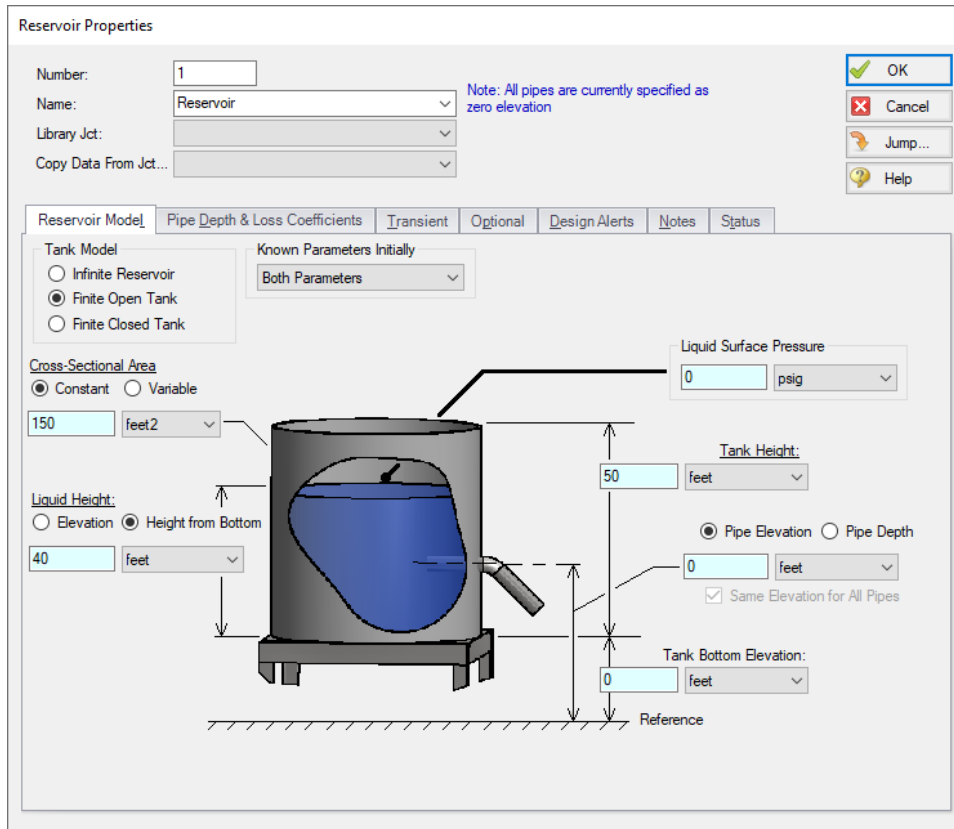 Reservoir Properties
Number: 1
Name: Reservoir
Library Jct:
Copy Data From Jct...
Note: All pipes are currently specified as
zero elevation
OK
Cancel
Jump...
Help
Reservoir Model Pipe Depth & Loss Coefficients Transient Optional Design Alerts Notes Status
Tank Model
Infinite Reservoir
Finite Open Tank
Finite Closed Tank
Known Parameters Initially
Both Parameters
Liquid Surface Pressure
0 psig
Cross-Sectional Area
Constant Variable
150 feet2
Tank Height:
50 feet
Liquid Height:
Elevation Height from Bottom
40 feet
Pipe Elevation Pipe Depth
0 feet
Same Elevation for All Pipes
Tank Bottom Elevation:
0 feet
Reference